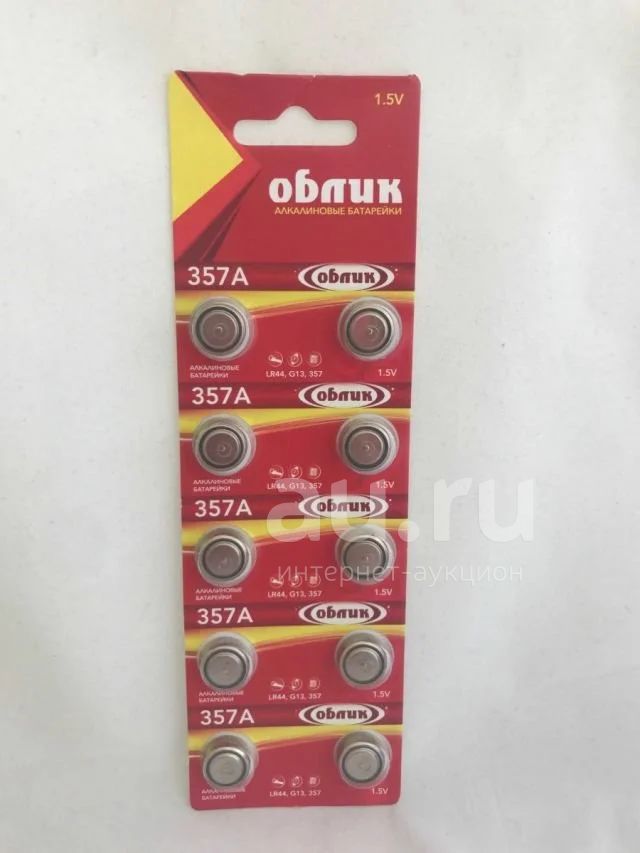 1.5V
облик
АЛКАЛИНОВЫЕ БАТАРЕЙКИ
357A
облик
АЛКАЛИНОВЫЕ
БАТАРЕЙКИ
LR44, G13, 357
1.5V
357A
облик
АЛКАЛИНОВЫЕ
БАТАРЕЙКИ
LR44, G13, 357
1.5V
au.ru
интернет-аукцион
357A
облик
АЛКАЛИНОВЫЕ
БАТАРЕЙКИ
LR44, G13, 357
1.5V
357A
облик
АЛКАЛИНОВЫЕ
БАТАРЕЙКИ
LR44, G13, 357
1.5V
357A
облик
АЛКАЛИНОВЫЕ
БАТАРЕЙКИ
LR44, G13, 357
1.5V